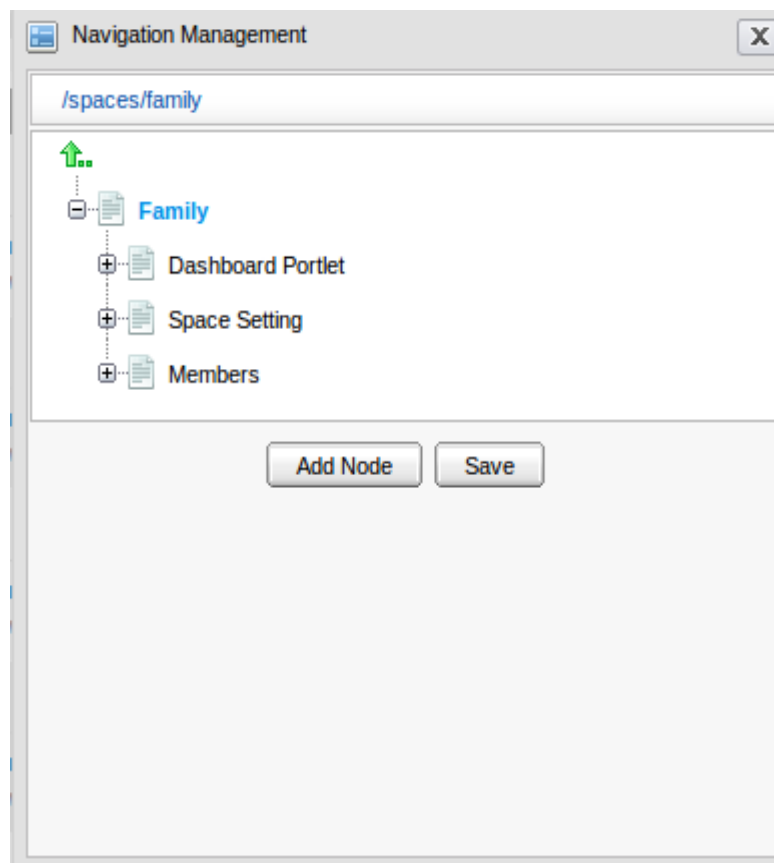 Navigation Management
X
/spaces/family
Family
Dashboard Portlet
Space Setting
Members
Add Node Save